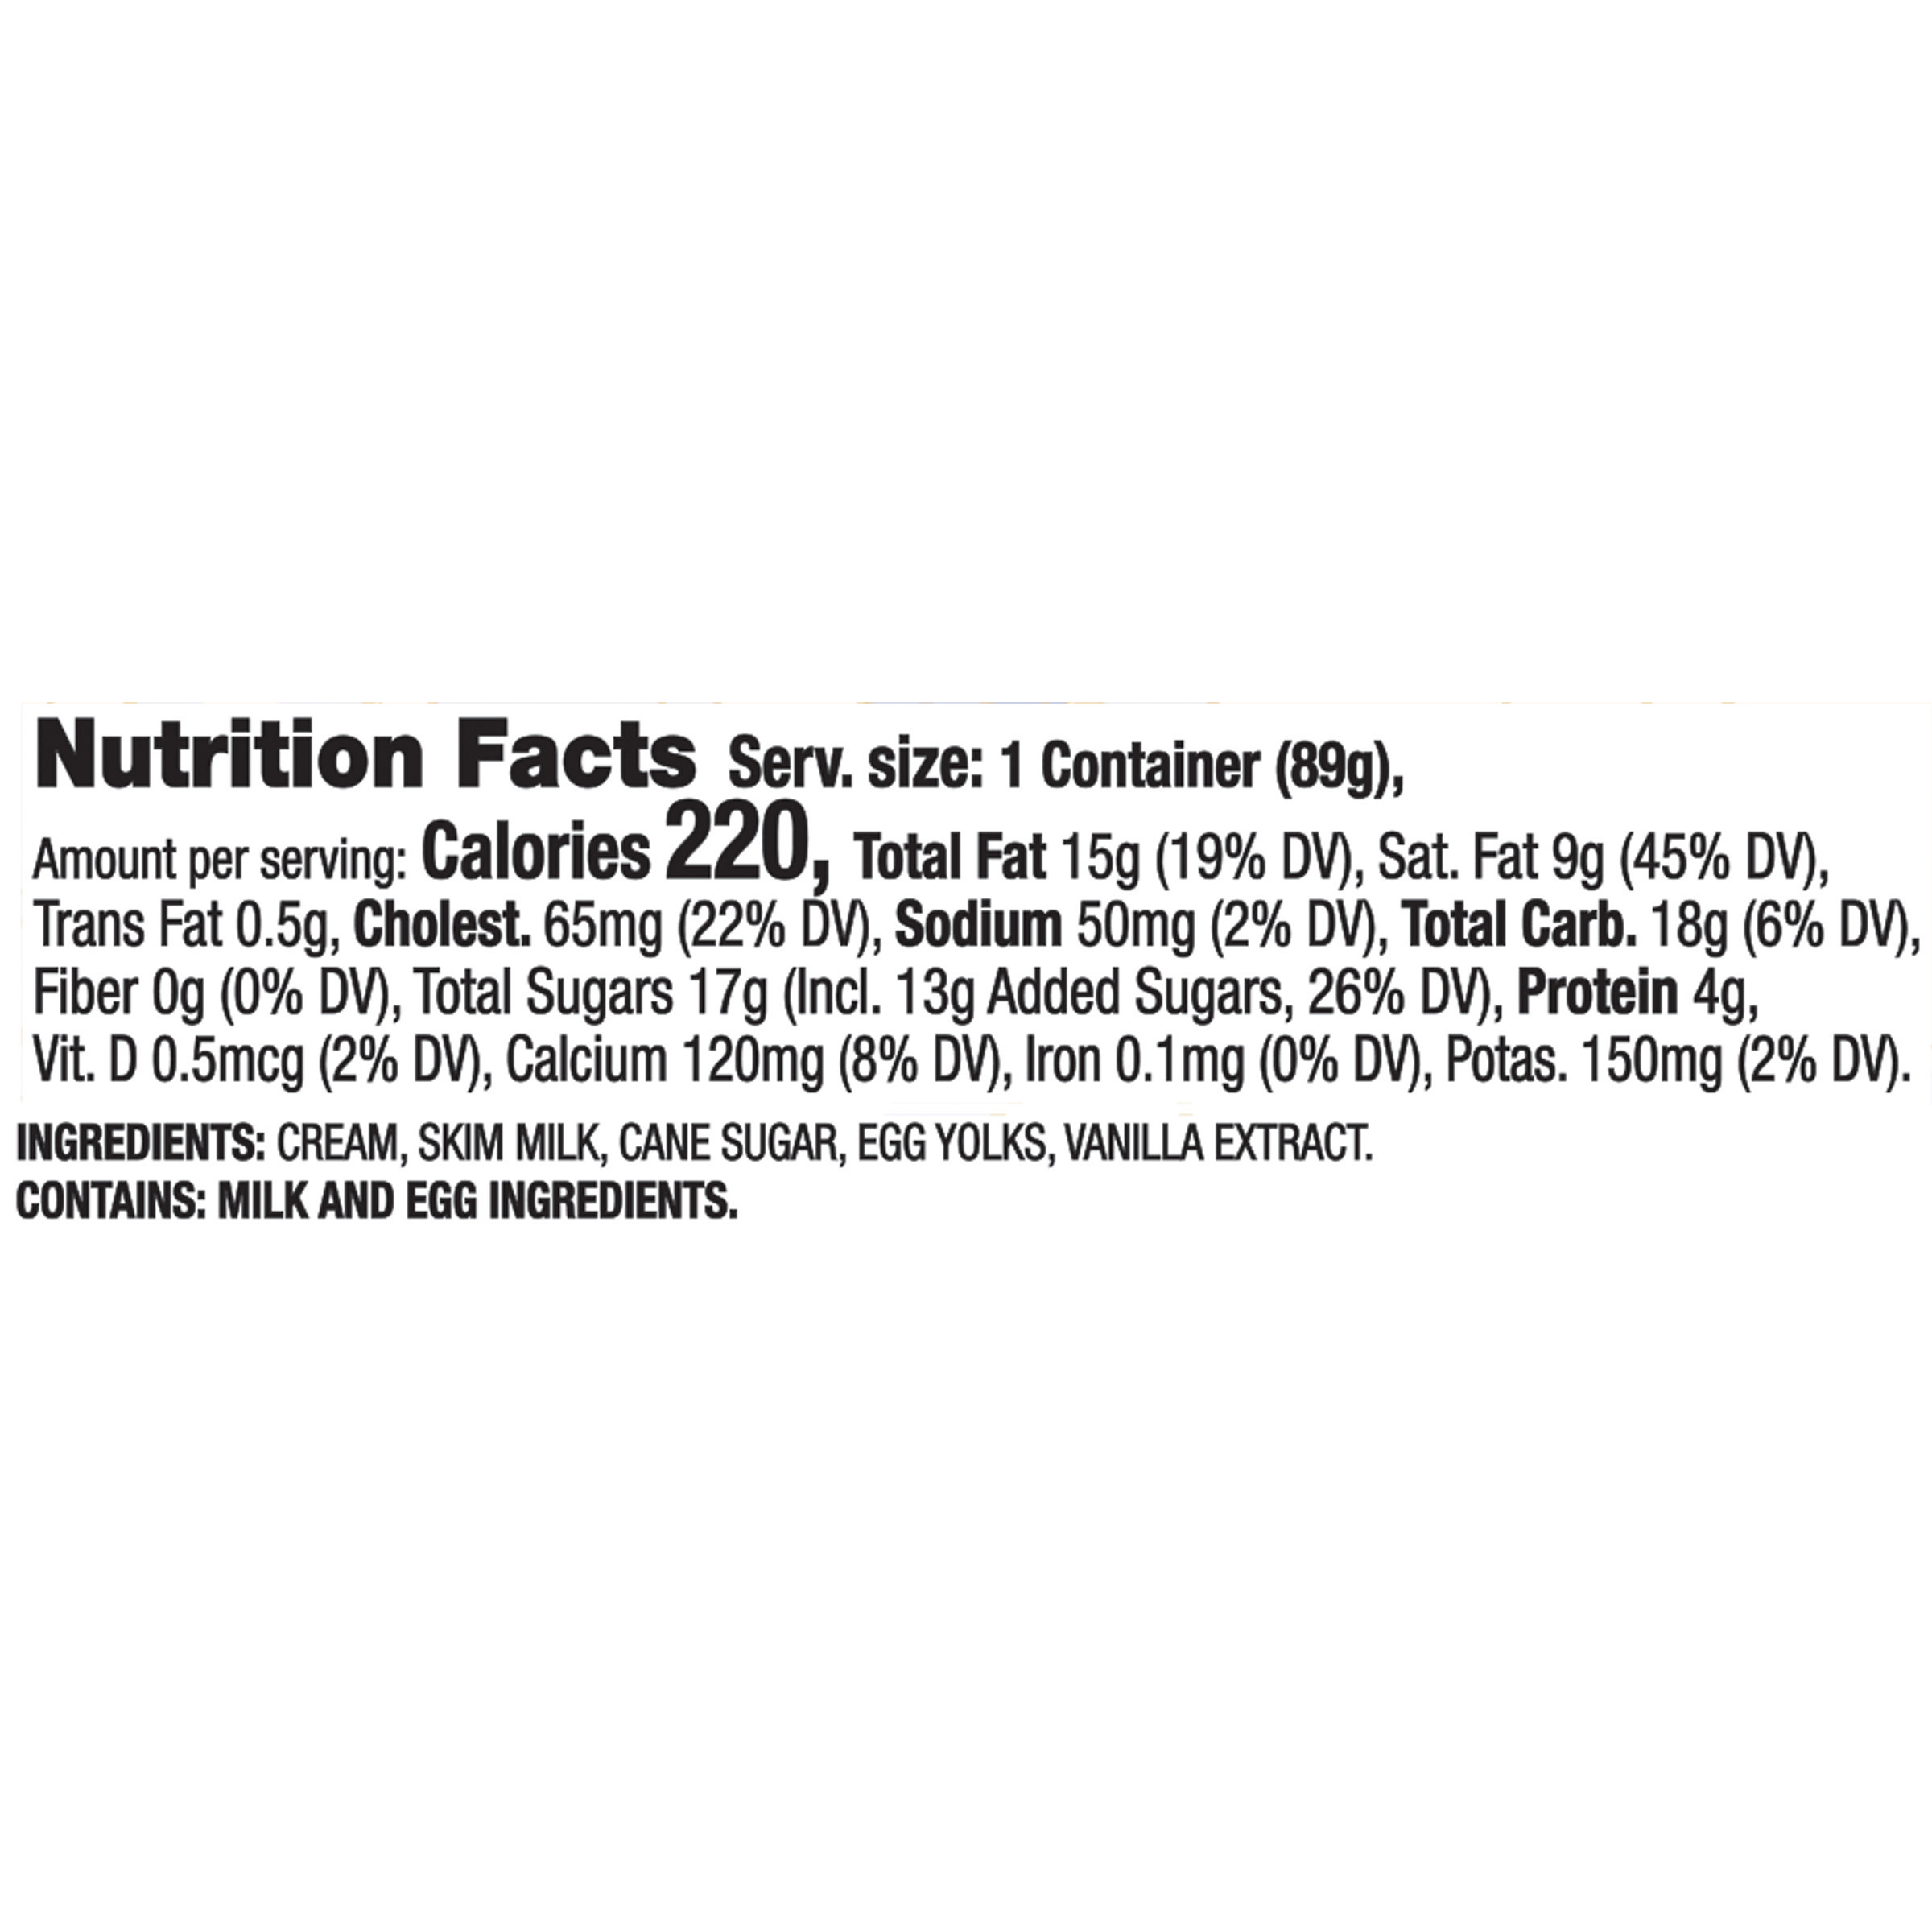 Nutrition Facts Serv. size: 1 Container (89g),
Amount per serving: Calories 220, Total Fat 15g (19% DV), Sat. Fat 9g (45% DV),
Trans Fat 0.5g, Cholest. 65mg (22% DV), Sodium 50mg (2% DV), Total Carb. 18g (6% DV),
Fiber 0g (0% DV), Total Sugars 17g (Incl. 13g Added Sugars, 26% DV), Protein 4g,
Vit. D 0.5mcg (2% DV), Calcium 120mg (8% DV), Iron 0.1mg (0% DV), Potas. 150mg (2% DV).
INGREDIENTS: CREAM, SKIM MILK, CANE SUGAR, EGG YOLKS, VANILLA EXTRACT.
CONTAINS: MILK AND EGG INGREDIENTS.